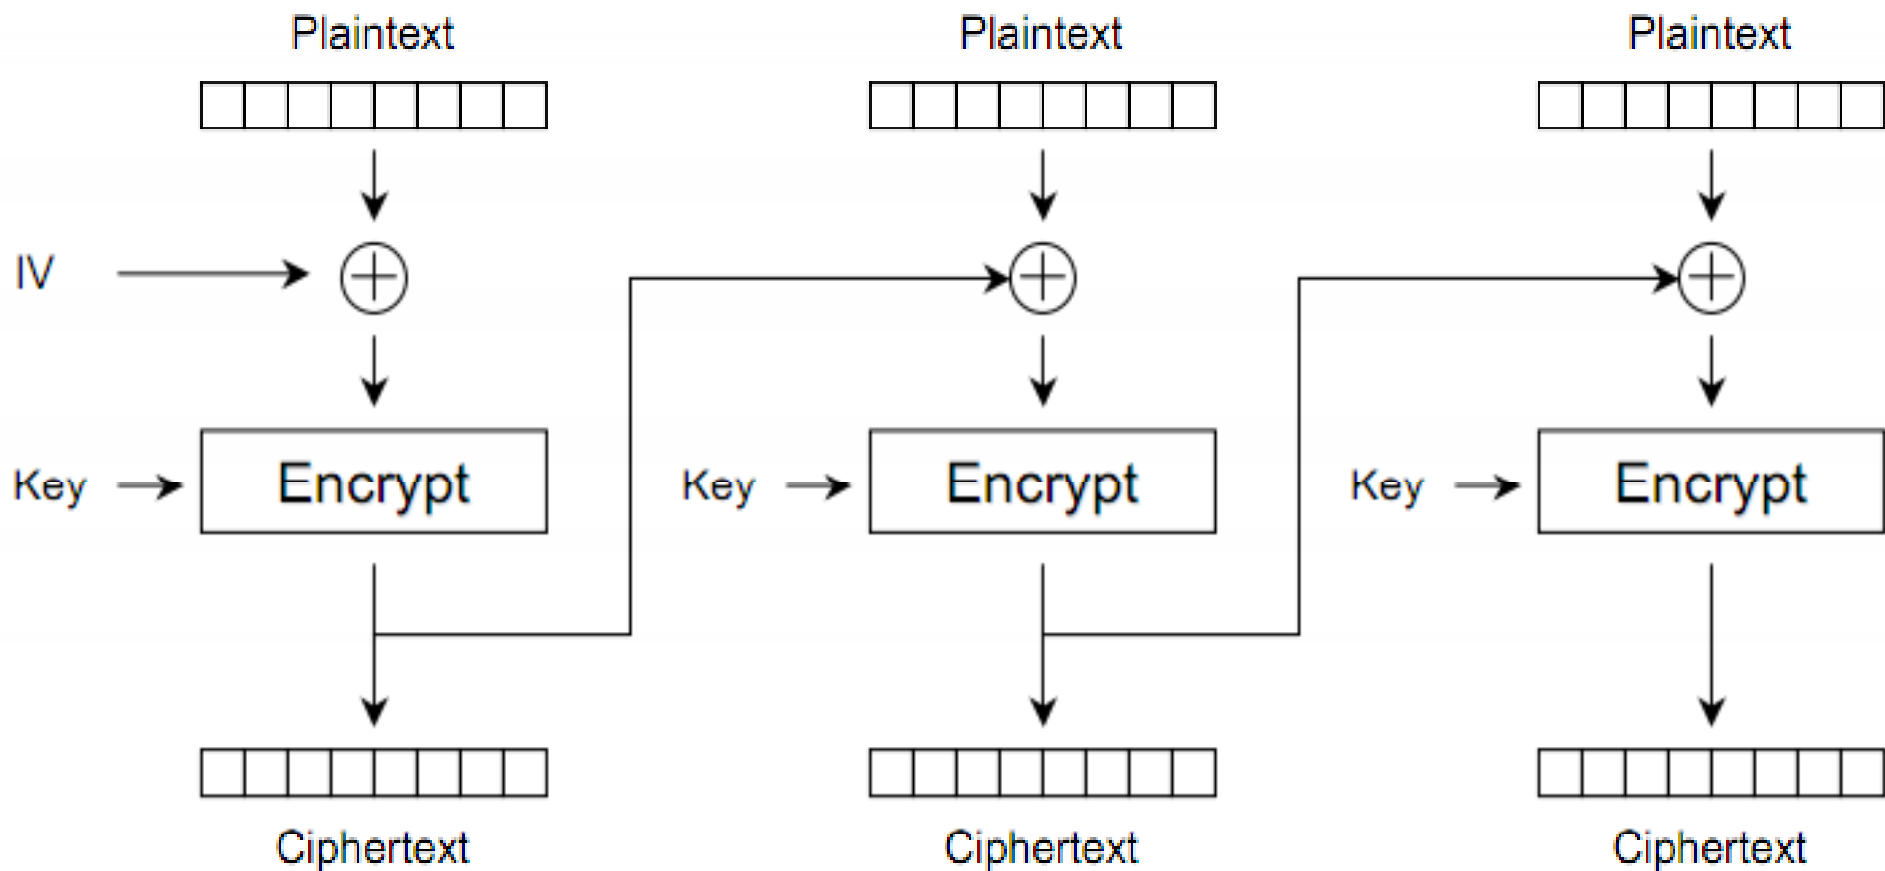 Plaintext
Plaintext
Plaintext
IV
Key
Encrypt
Key
Encrypt
Key
Encrypt
Ciphertext
Ciphertext
Ciphertext